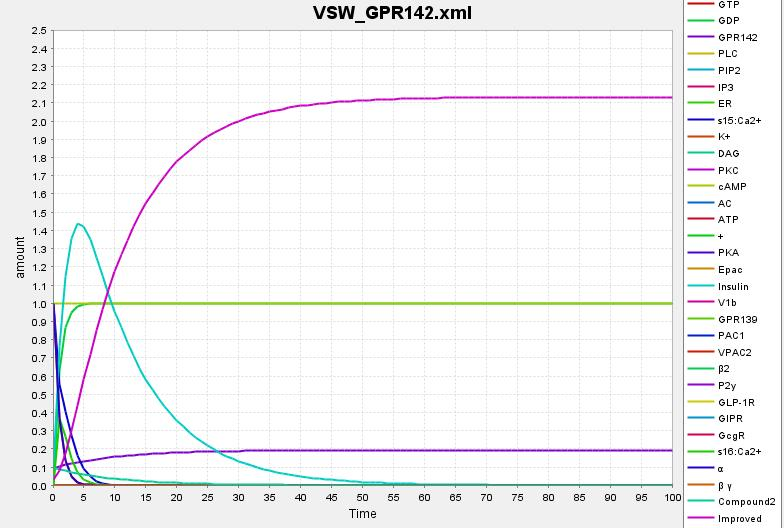 VSW_GPR142.xml
amount
2.5
2.4
2.3
2.2
2.1
2.0
1.9
1.8
1.7
1.6
1.5
1.4
1.3
1.2
1.1
1.0
0.9
0.8
0.7
0.6
0.5
0.4
0.3
0.2
0.1
0.0
0 5 10 15 20 25 30 35 40 45 50 55 60 65 70 75 80 85 90 95 100
Time
GTP
GDP
GPR142
PLC
PIP2
IP3
ER
s15:Ca2+
K+
DAG
PKC
cAMP
AC
ATP
+
PKA
Epac
Insulin
V1b
GPR139
PAC1
VPAC2
β2
P2y
GLP-1R
GIPR
GcgR
s16:Ca2+
α
β γ
Compound2
Improved